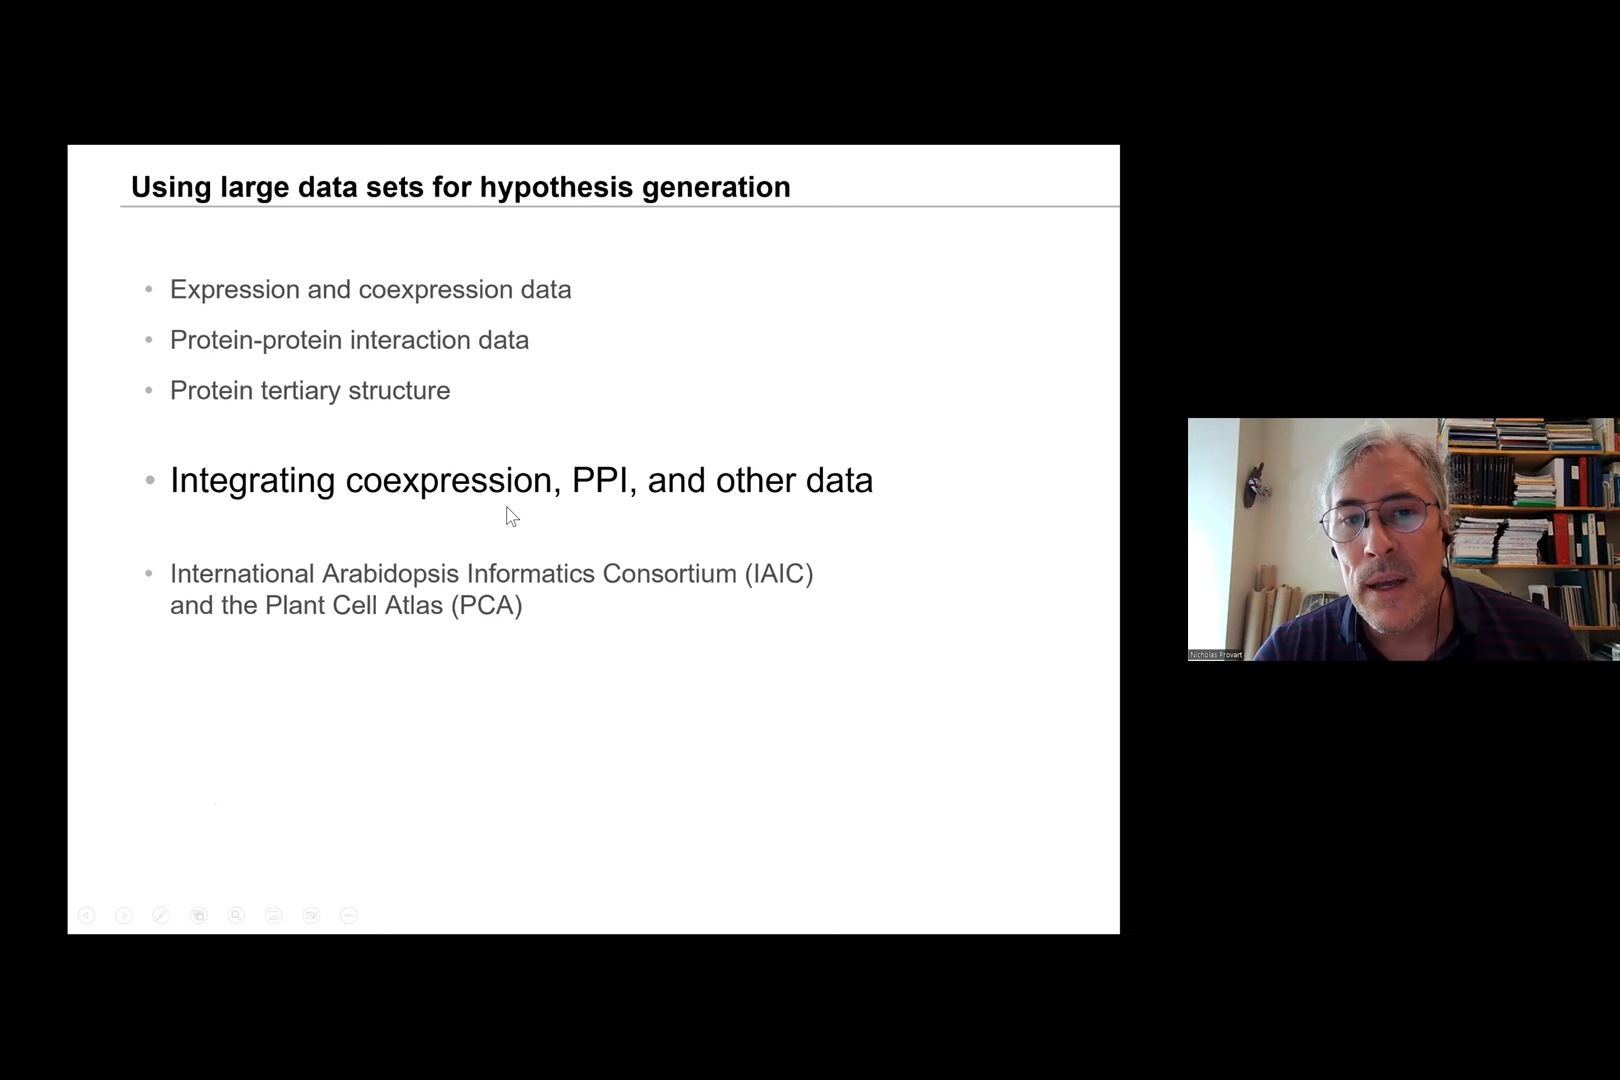 Using large data sets for hypothesis generation
• Expression and coexpression data
• Protein-protein interaction data
• Protein tertiary structure
• Integrating coexpression, PPI, and other data
• International Arabidopsis Informatics Consortium (IAIC)
and the Plant Cell Atlas (PCA)
Nicholas Provart